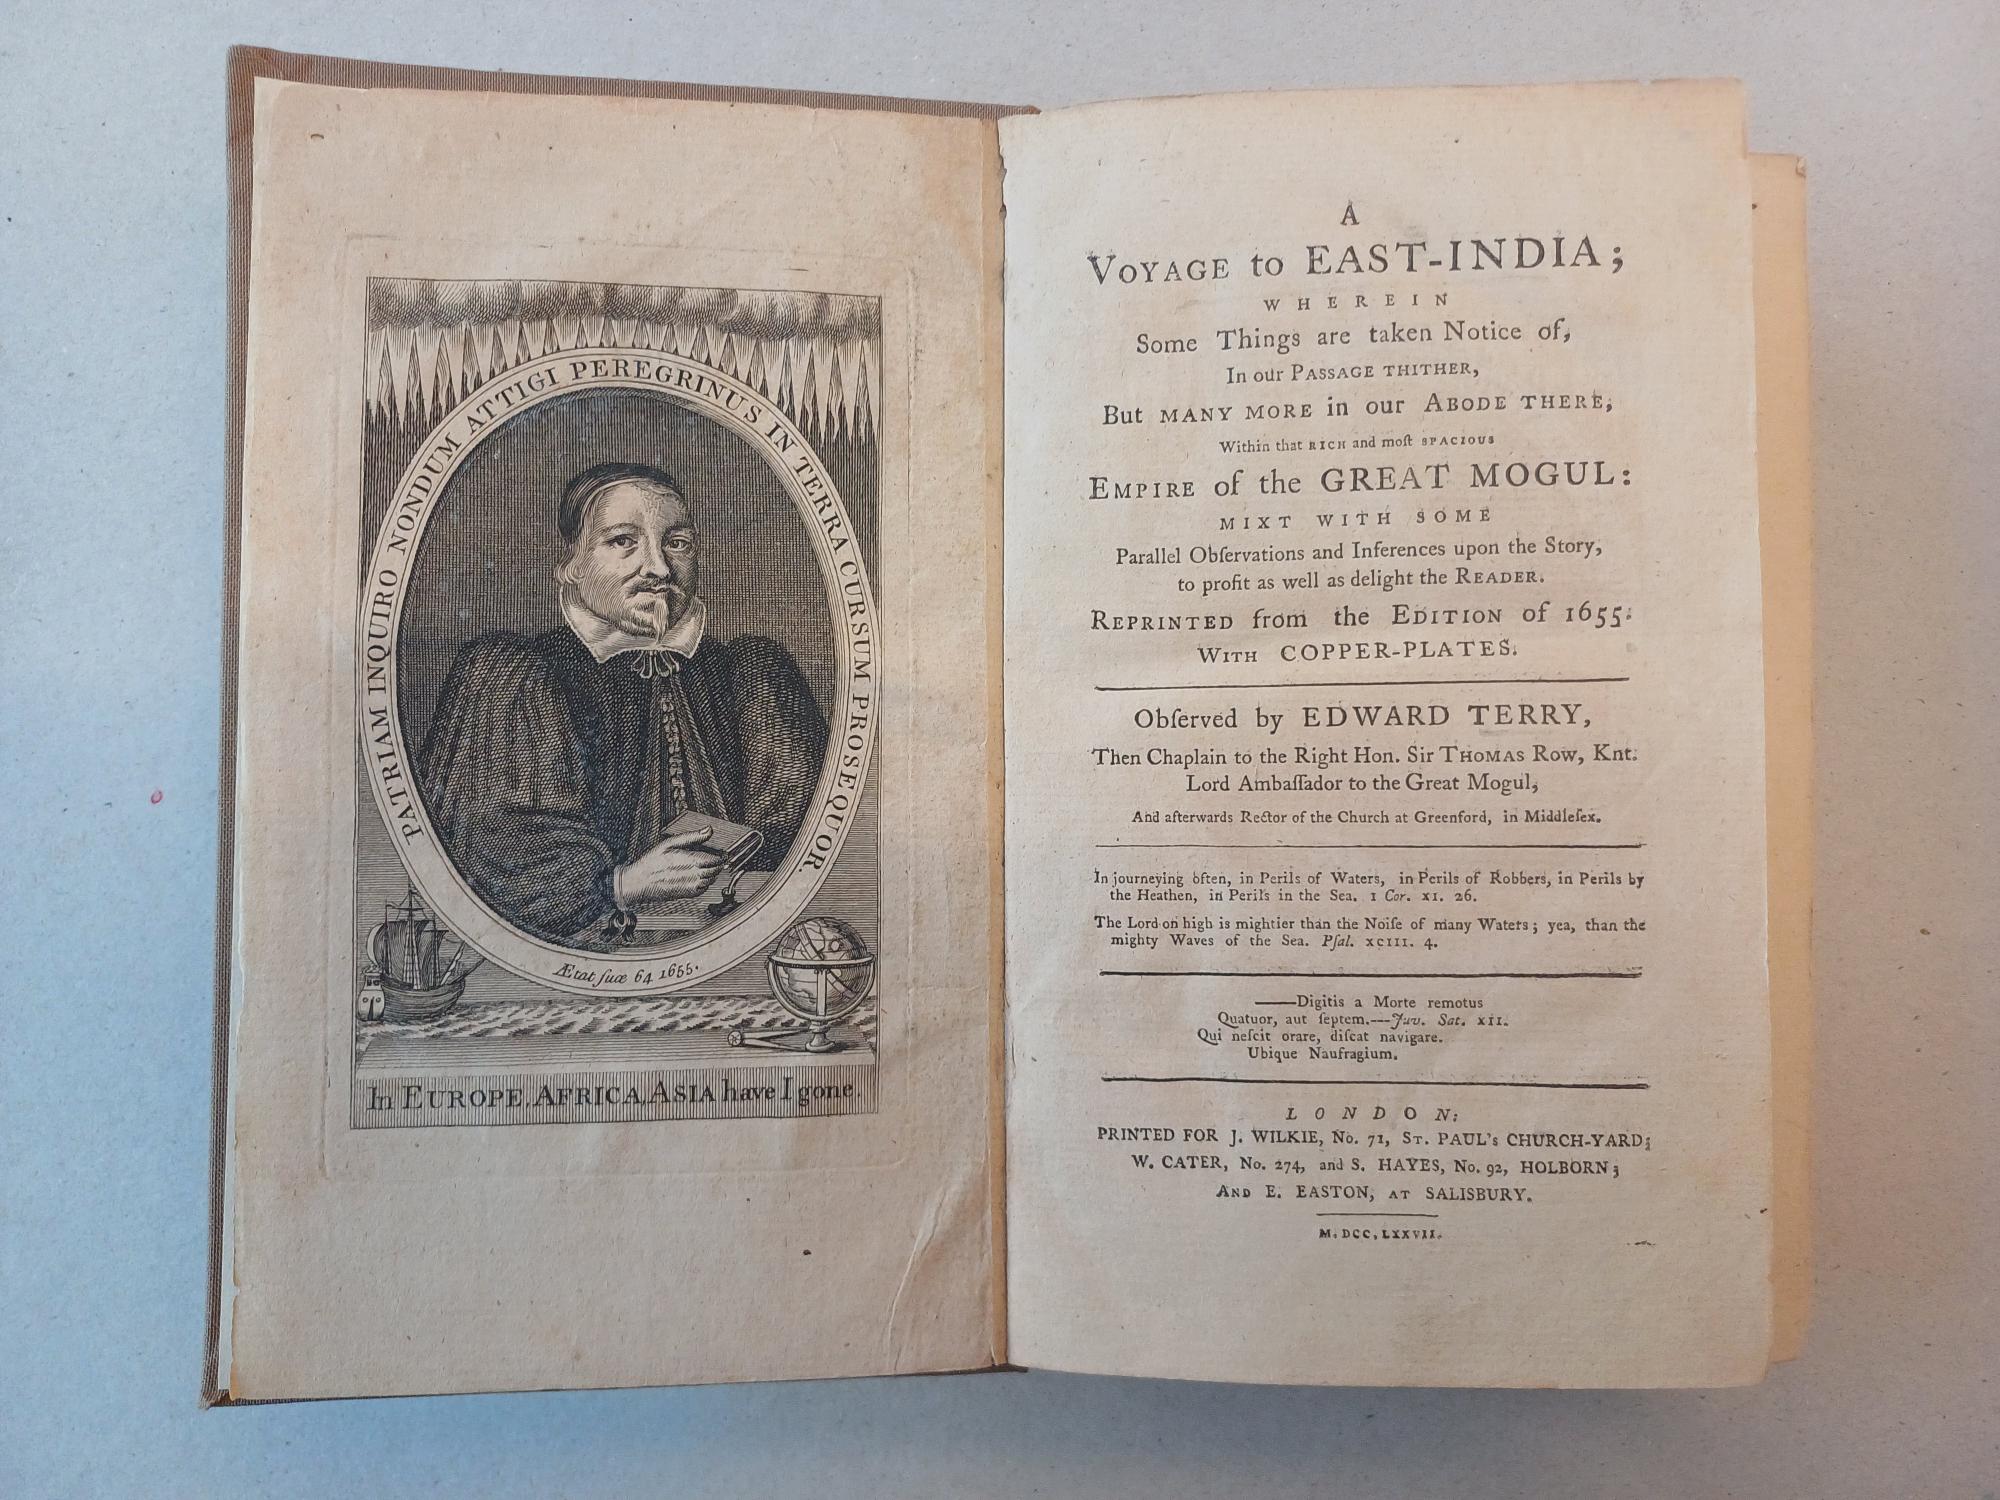 PATRIAM INQUIRO NONDUM ATTIGI PEREGRINUS IN TERRA CURSUM PROSEQUOR.
Ætat suæ 64 1655.
In EUROPE, AFRICA, ASIA have I gone.
A
VOYAGE to EAST-INDIA;
WHEREIN
Some Things are taken Notice of,
In our PASSAGE THITHER,
But MANY MORE in our ABODE THERE,
Within that RICH and moſt SPACIOUS
EMPIRE of the GREAT MOGUL:
MIXT WITH SOME
Parallel Obſervations and Inferences upon the Story,
to profit as well as delight the READER.
REPRINTED from the EDITION of 1655.
WITH COPPER-PLATES.
Obſerved by EDWARD TERRY,
Then Chaplain to the Right Hon. Sir THOMAS ROW, Knt.
Lord Ambaſſador to the Great Mogul,
And afterwards Rector of the Church at Greenford, in Middleſex.
In journeying often, in Perils of Waters, in Perils of Robbers, in Perils by
the Heathen, in Perils in the Sea. 1 Cor. XI. 26.
The Lord on high is mightier than the Noiſe of many Waters; yea, than the
mighty Waves of the Sea. Pſal. XCIII. 4.
——Digitis a Morte remotus
Quatuor, aut ſeptem.——Juv. Sat. XII.
Qui neſcit orare, diſcat navigare.
Ubique Naufragium.
LONDON:
PRINTED FOR J. WILKIE, No. 71, ST. PAUL's CHURCH-YARD;
W. CATER, No. 274, and S. HAYES, No. 92, HOLBORN;
AND E. EASTON, AT SALISBURY.
M.DCC,LXXVII.